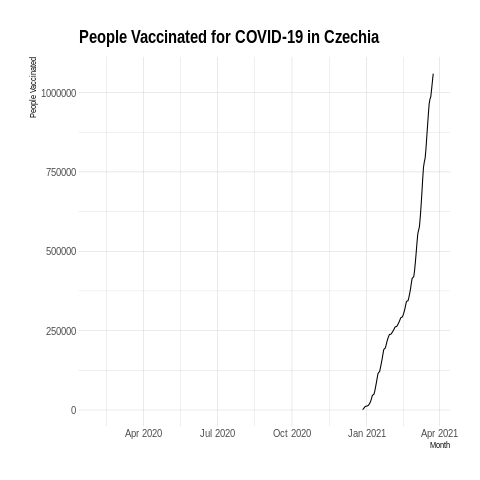 People Vaccinated for COVID-19 in Czechia
People Vaccinated
1000000
750000
500000
250000
0
Apr 2020 Jul 2020 Oct 2020 Jan 2021 Apr 2021
Month